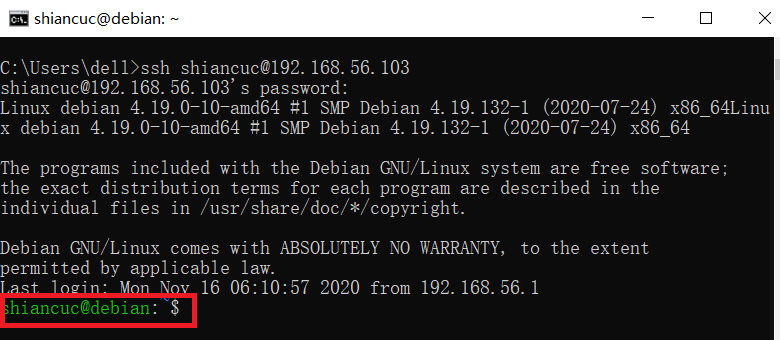 shiancuc@debian: ~
C:\Users\dell>ssh shiancuc@192.168.56.103
shiancuc@192.168.56.103's password:
Linux debian 4.19.0-10-amd64 #1 SMP Debian 4.19.132-1 (2020-07-24) x86_64Linu
x debian 4.19.0-10-amd64 #1 SMP Debian 4.19.132-1 (2020-07-24) x86_64
The programs included with the Debian GNU/Linux system are free software;
the exact distribution terms for each program are described in the
individual files in /usr/share/doc/*/copyright.
Debian GNU/Linux comes with ABSOLUTELY NO WARRANTY, to the extent
permitted by applicable law.
Last login: Mon Nov 16 06:10:57 2020 from 192.168.56.1
shiancuc@debian:~$